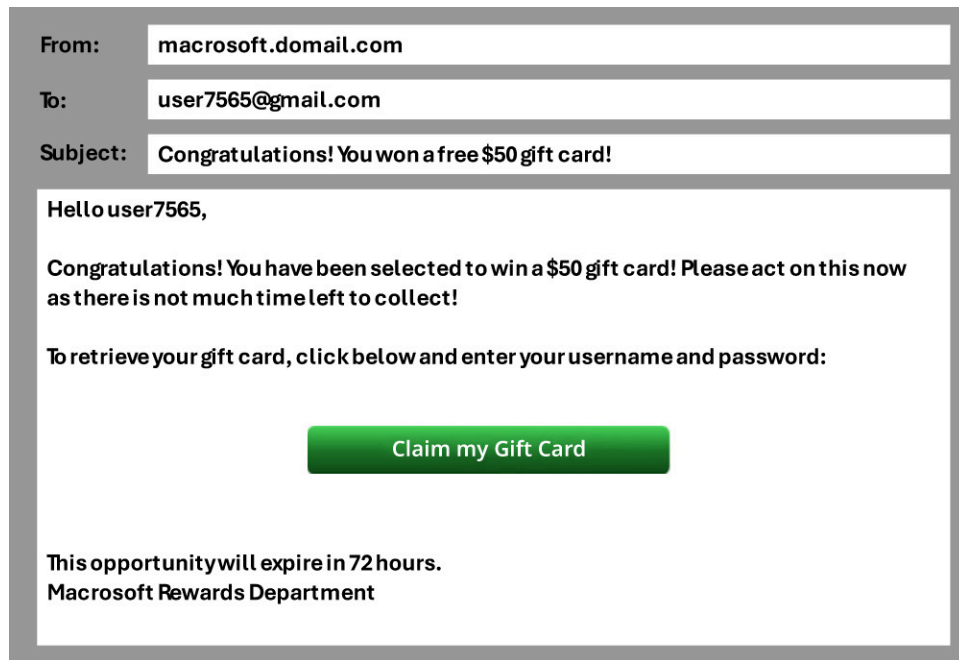 From: macrosoft.domail.com
To: user7565@gmail.com
Subject: Congratulations! You won a free $50 gift card!
Hello user7565,
Congratulations! You have been selected to win a $50 gift card! Please act on this now
as there is not much time left to collect!
To retrieve your gift card, click below and enter your username and password:
Claim my Gift Card
This opportunity will expire in 72 hours.
Macrosoft Rewards Department